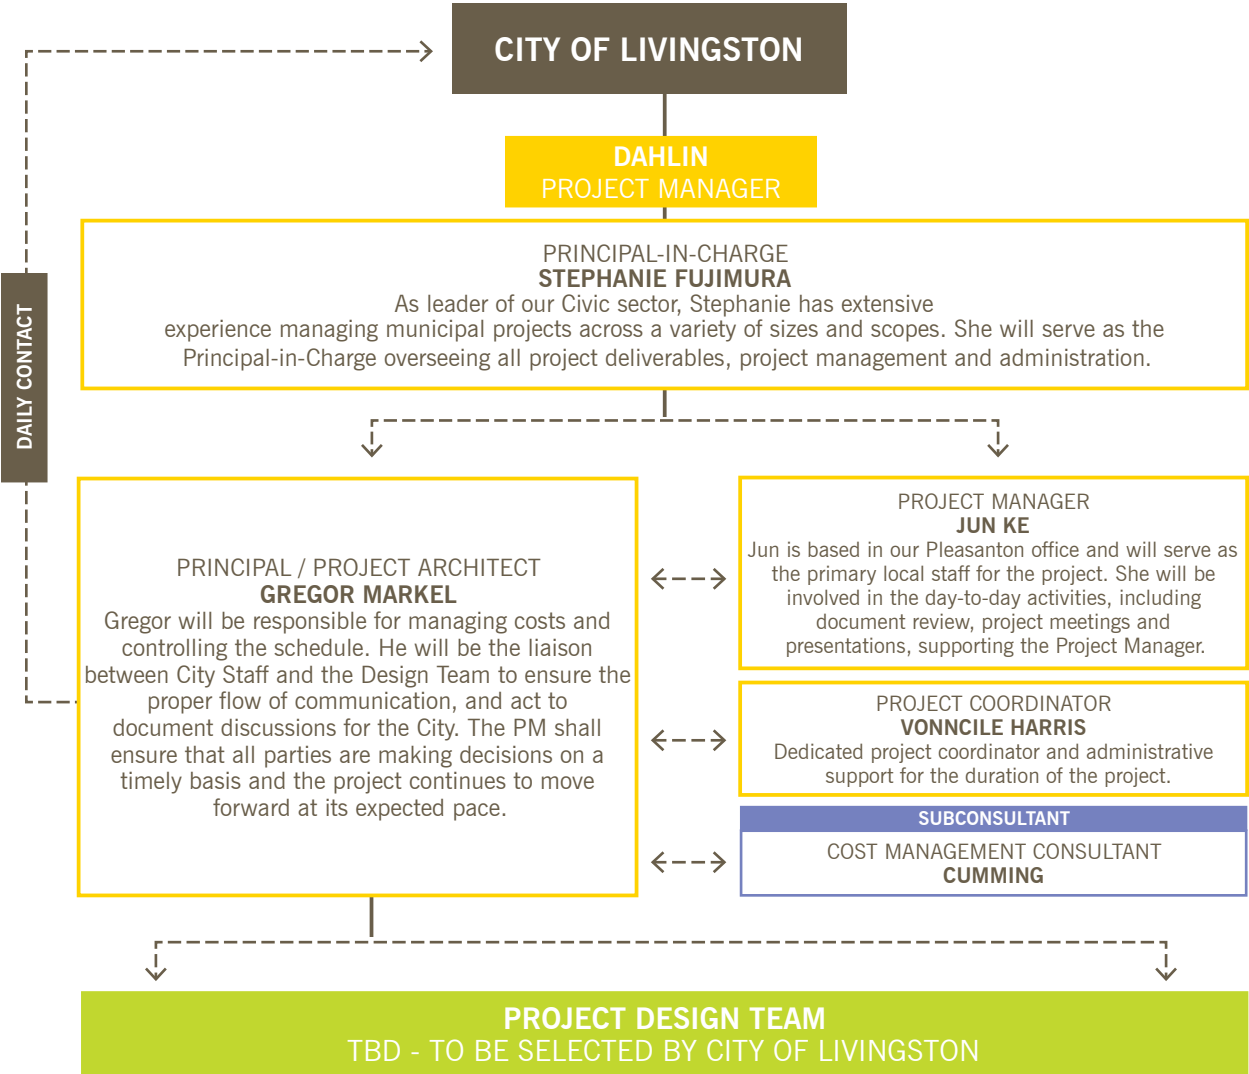 CITY OF LIVINGSTON
DAHLIN
PROJECT MANAGER
PRINCIPAL-IN-CHARGE
STEPHANIE FUJIMURA
As leader of our Civic sector, Stephanie has extensive
experience managing municipal projects across a variety of sizes and scopes. She will serve as the
Principal-in-Charge overseeing all project deliverables, project management and administration.
DAILY CONTACT
PRINCIPAL / PROJECT ARCHITECT
GREGOR MARKEL
Gregor will be responsible for managing costs and
controlling the schedule. He will be the liaison
between City Staff and the Design Team to ensure the
proper flow of communication, and act to
document discussions for the City. The PM shall
ensure that all parties are making decisions on a
timely basis and the project continues to move
forward at its expected pace.
PROJECT MANAGER
JUN KE
Jun is based in our Pleasanton office and will serve as
the primary local staff for the project. She will be
involved in the day-to-day activities, including
document review, project meetings and
presentations, supporting the Project Manager.
PROJECT COORDINATOR
VONNCILE HARRIS
Dedicated project coordinator and administrative
support for the duration of the project.
SUBCONSULTANT
COST MANAGEMENT CONSULTANT
CUMMING
PROJECT DESIGN TEAM
TBD - TO BE SELECTED BY CITY OF LIVINGSTON